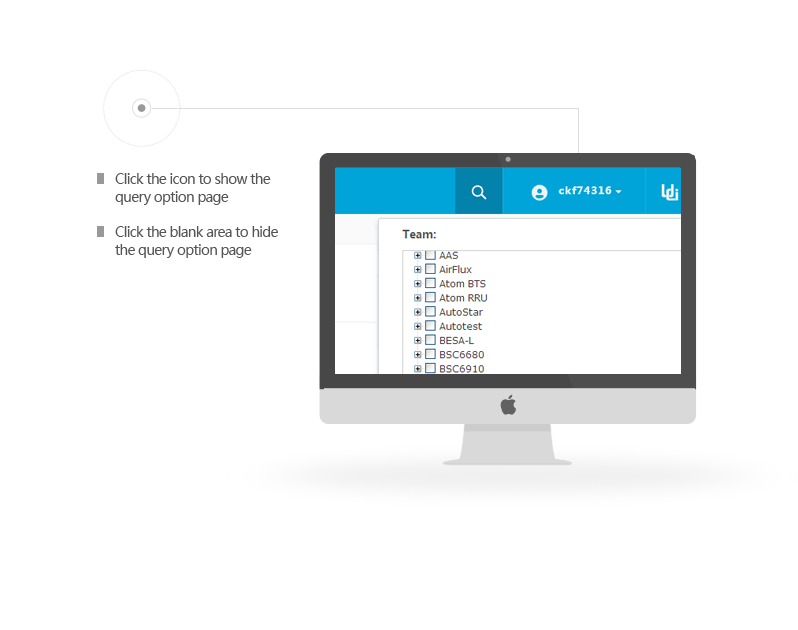 Click the icon to show the
query option page
Click the blank area to hide
the query option page
ckf74316
Team:
AAS
AirFlux
Atom BTS
Atom RRU
AutoStar
Autotest
BESA-L
BSC6680
BSC6910